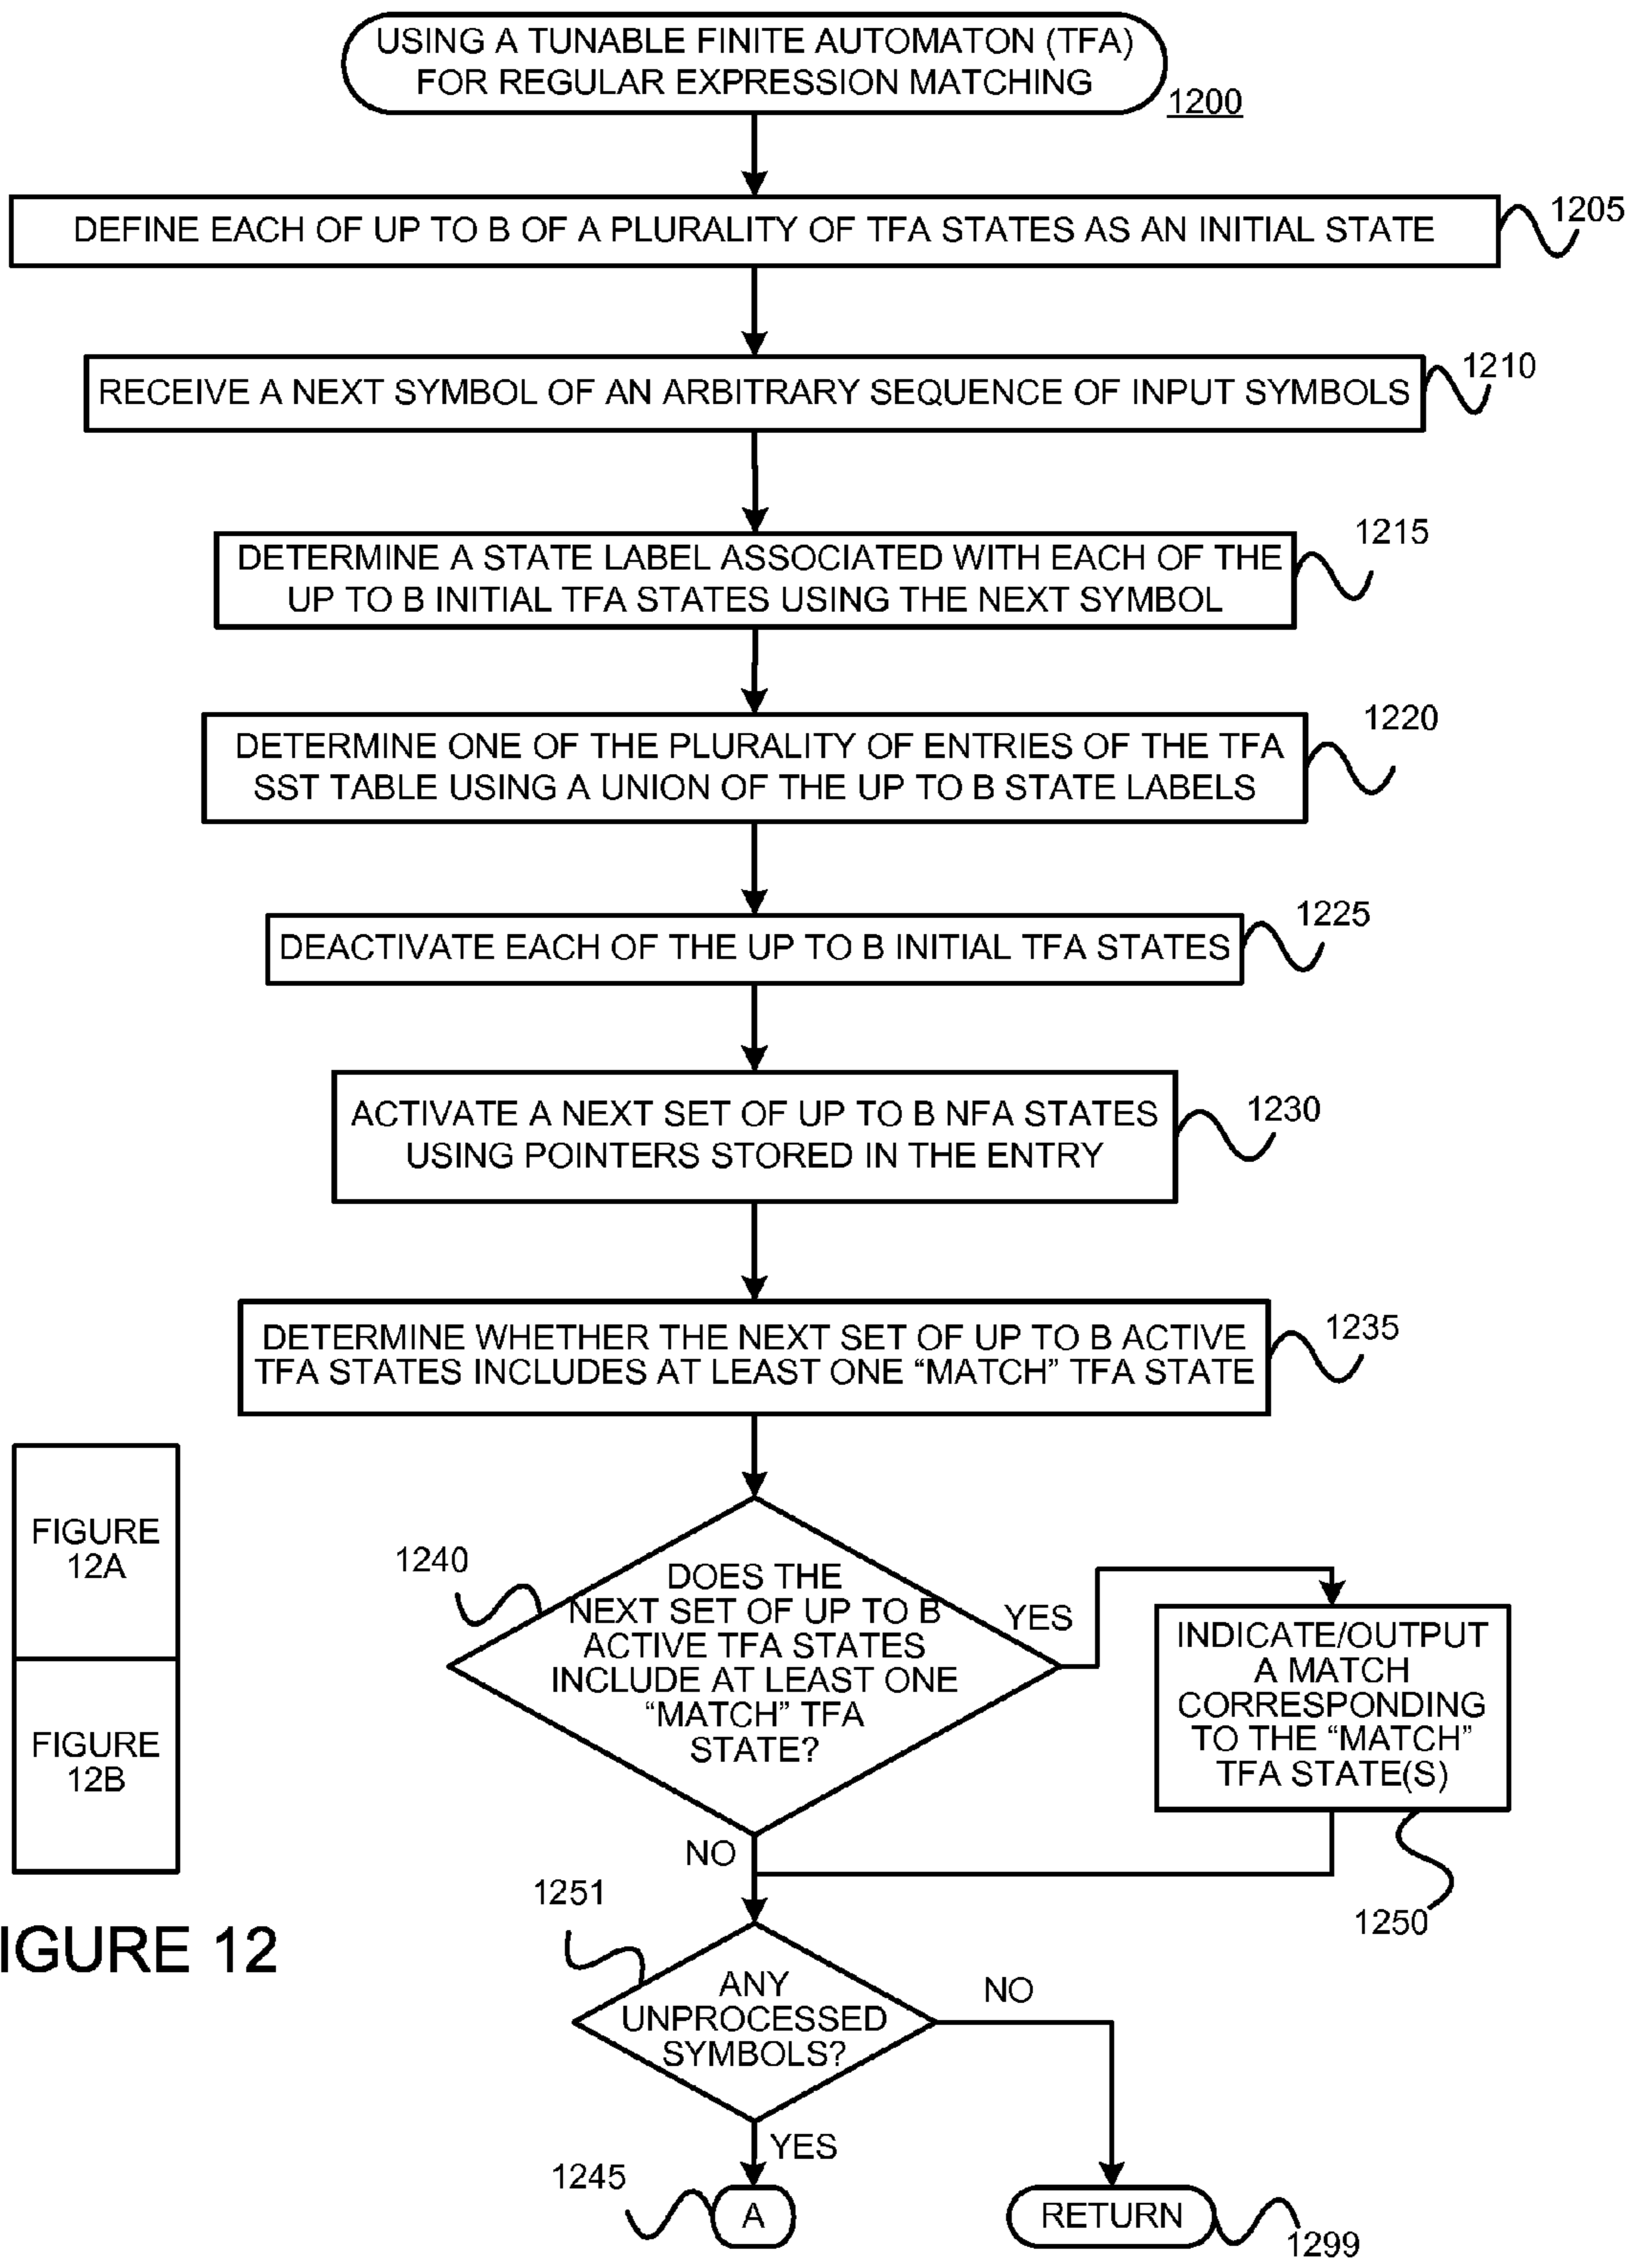 USING A TUNABLE FINITE AUTOMATON (TFA)
FOR REGULAR EXPRESSION MATCHING
1200
DEFINE EACH OF UP TO B OF A PLURALITY OF TFA STATES AS AN INITIAL STATE
1205
RECEIVE A NEXT SYMBOL OF AN ARBITRARY SEQUENCE OF INPUT SYMBOLS
1210
DETERMINE A STATE LABEL ASSOCIATED WITH EACH OF THE
UP TO B INITIAL TFA STATES USING THE NEXT SYMBOL
1215
DETERMINE ONE OF THE PLURALITY OF ENTRIES OF THE TFA
SST TABLE USING A UNION OF THE UP TO B STATE LABELS
1220
DEACTIVATE EACH OF THE UP TO B INITIAL TFA STATES
1225
ACTIVATE A NEXT SET OF UP TO B NFA STATES
USING POINTERS STORED IN THE ENTRY
1230
DETERMINE WHETHER THE NEXT SET OF UP TO B ACTIVE
TFA STATES INCLUDES AT LEAST ONE “MATCH” TFA STATE
1235
FIGURE
12A
FIGURE
12B
IGURE 12
1240
DOES THE
NEXT SET OF UP TO B
ACTIVE TFA STATES
INCLUDE AT LEAST ONE
“MATCH” TFA
STATE?
YES
INDICATE/OUTPUT
A MATCH
CORRESPONDING
TO THE “MATCH”
TFA STATE(S)
1250
NO
1251
ANY
UNPROCESSED
SYMBOLS?
NO
YES
1245
A
RETURN
1299